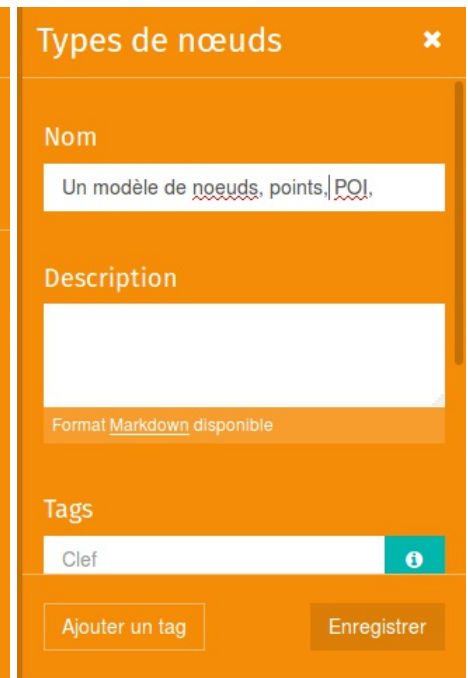 Types de nœuds
Nom
Un modèle de noeuds, points, POI,
Description
Format Markdown disponible
Tags
Clef
Ajouter un tag
Enregistrer